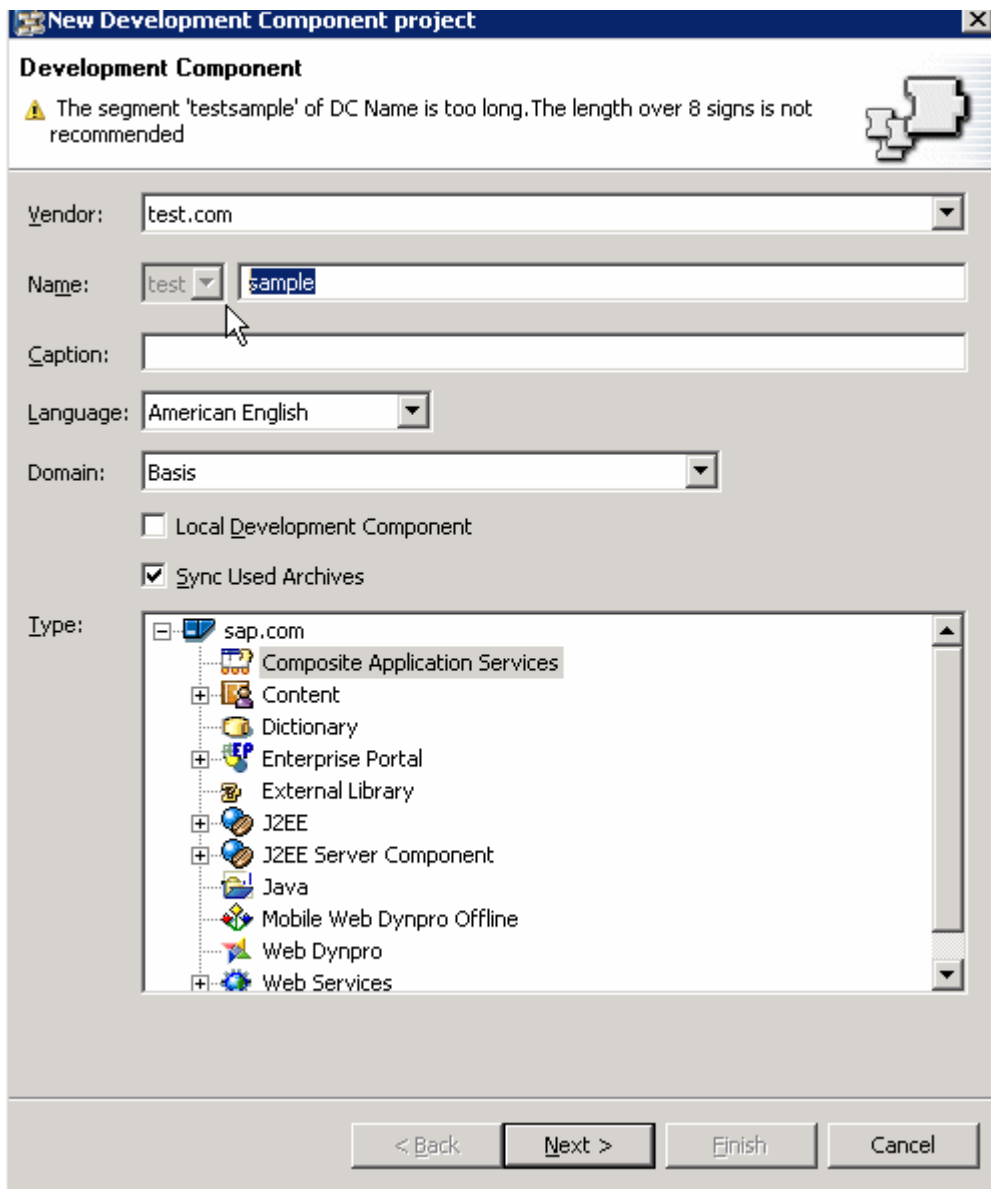 New Development Component project
Development Component
The segment 'testsample' of DC Name is too long.The length over 8 signs is not
recommended
Vendor: test.com
Name: test sample
Caption:
Language: American English
Domain: Basis
Local Development Component
Sync Used Archives
Type: sap.com
Composite Application Services
Content
Dictionary
Enterprise Portal
External Library
J2EE
J2EE Server Component
Java
Mobile Web Dynpro Offline
Web Dynpro
Web Services
< Back Next > Finish Cancel